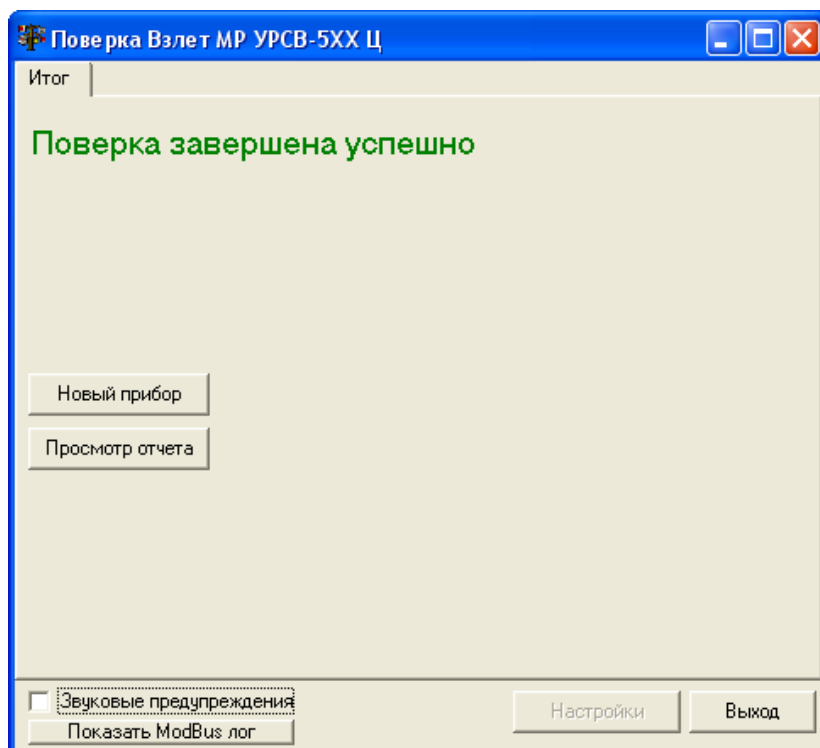 Поверка Взлет МР УРСВ-5ХХ Ц
Итог
Поверка завершена успешно
Новый прибор
Просмотр отчета
Звуковые предупреждения
Показать ModBus лог
Настройки
Выход